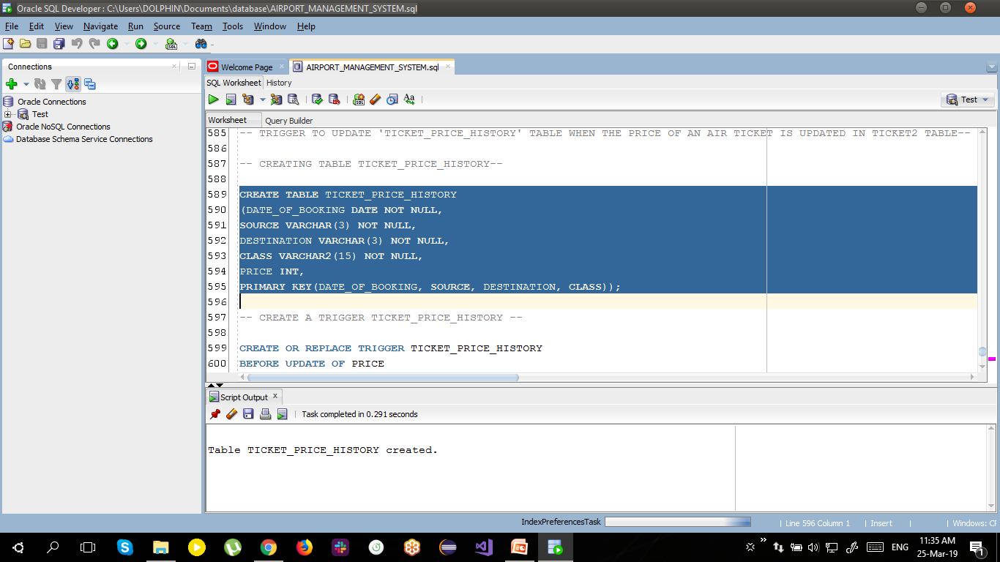 Oracle SQL Developer : C:\Users\DOLPHIN\Documents\database\AIRPORT_MANAGEMENT_SYSTEM.sql
File Edit View Navigate Run Source Team Tools Window Help
Connections
Oracle Connections
Test
Oracle NoSQL Connections
Database Schema Service Connections
Welcome Page
AIRPORT_MANAGEMENT_SYSTEM.sql
SQL Worksheet History
Test
Worksheet Query Builder
585 -- TRIGGER TO UPDATE 'TICKET_PRICE_HISTORY' TABLE WHEN THE PRICE OF AN AIR TICKET IS UPDATED IN TICKET2 TABLE--
586
587 -- CREATING TABLE TICKET_PRICE_HISTORY--
588
589 CREATE TABLE TICKET_PRICE_HISTORY
590 (DATE_OF_BOOKING DATE NOT NULL,
591 SOURCE VARCHAR(3) NOT NULL,
592 DESTINATION VARCHAR(3) NOT NULL,
593 CLASS VARCHAR2(15) NOT NULL,
594 PRICE INT,
595 PRIMARY KEY(DATE_OF_BOOKING, SOURCE, DESTINATION, CLASS));
596
597 -- CREATE A TRIGGER TICKET_PRICE_HISTORY --
598
599 CREATE OR REPLACE TRIGGER TICKET_PRICE_HISTORY
600 BEFORE UPDATE OF PRICE
Script Output
Task completed in 0.291 seconds
Table TICKET_PRICE_HISTORY created.
IndexPreferencesTask
Line 596 Column 1
Insert
Windows: CF
ENG
11:35 AM
25-Mar-19
1